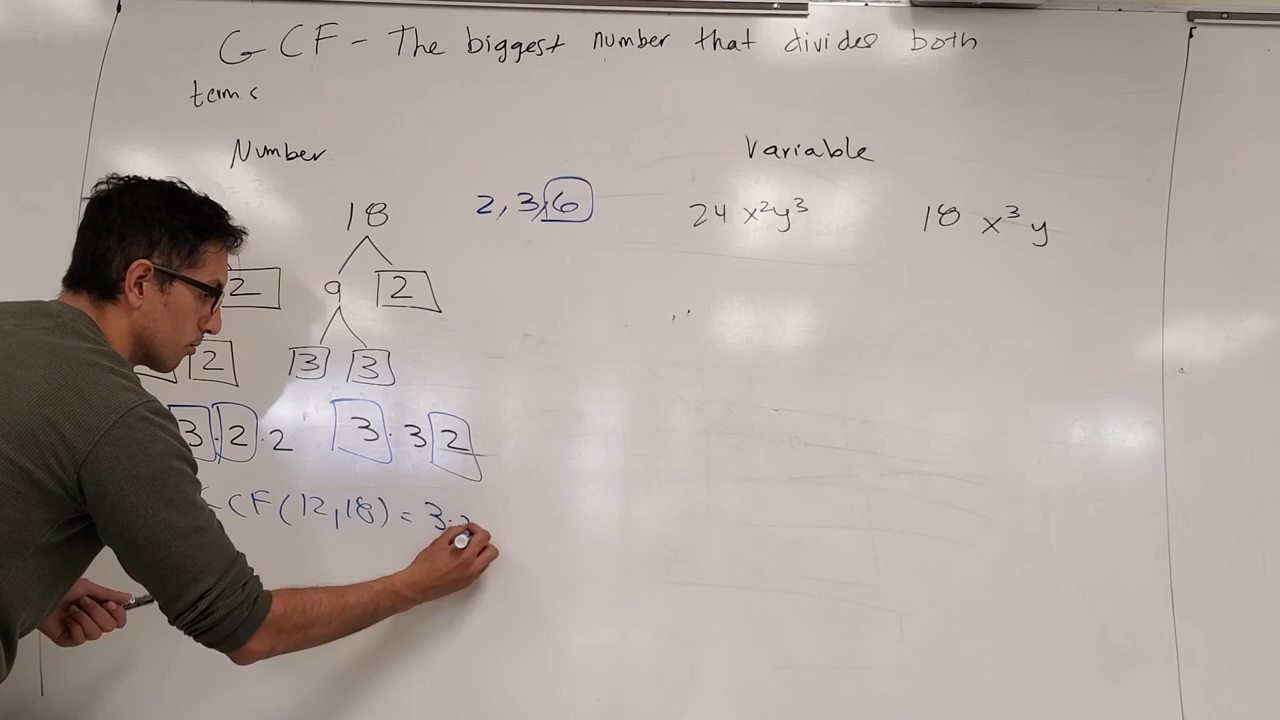 GCF - The biggest number that divides both
terms
Number
Variable
18
2, 3, 6
24 x²y³
18 x³ y
2
9 2
2
3 3
3 · 2 · 2
3 · 3 2
CF(12,18) = 3 ·